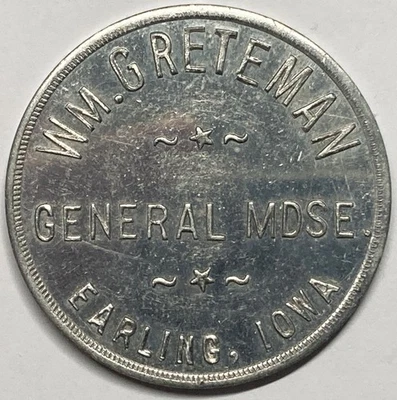 WM. GRETEMAN
~ ☆ ~
GENERAL MDSE.
~ ☆ ~
EARLING, IOWA